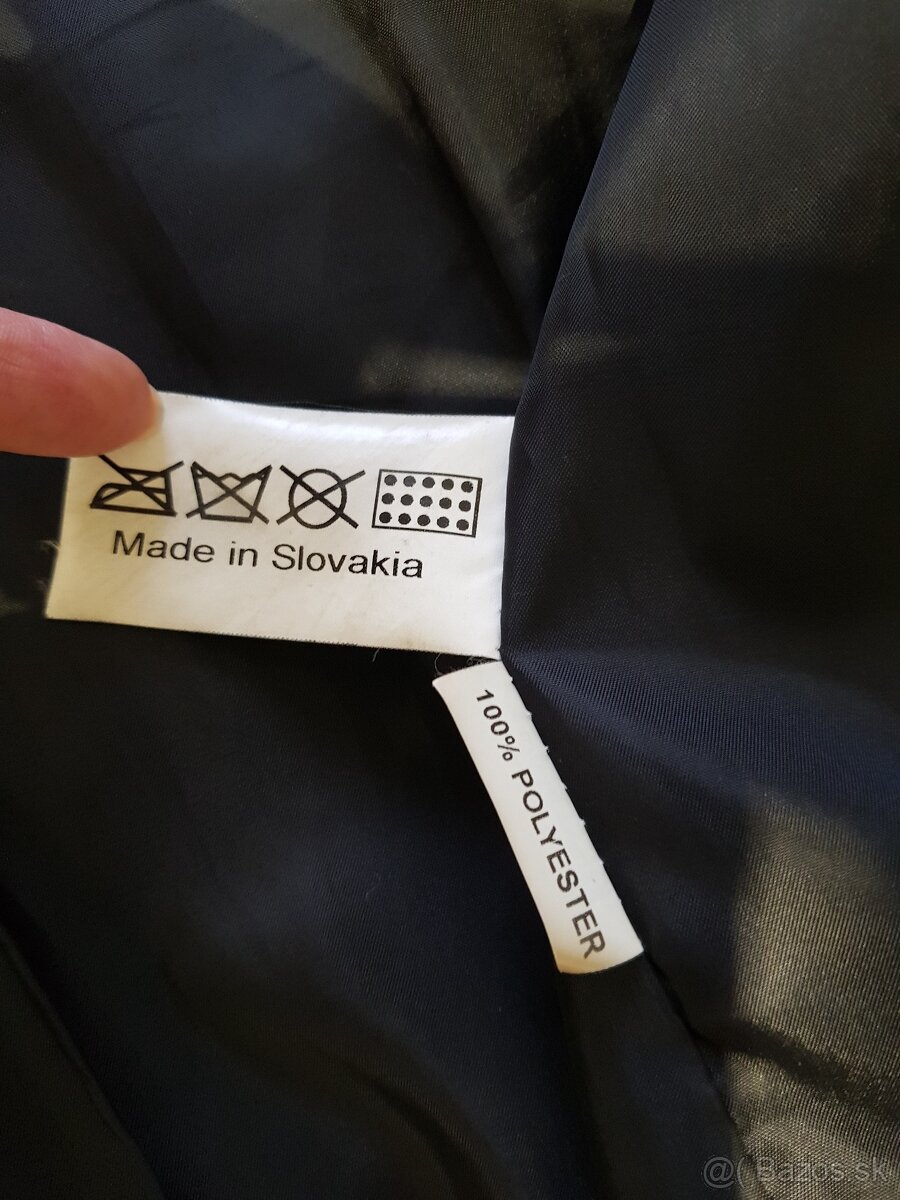 Made in Slovakia
100% POLYESTER
@( Bazos.sk